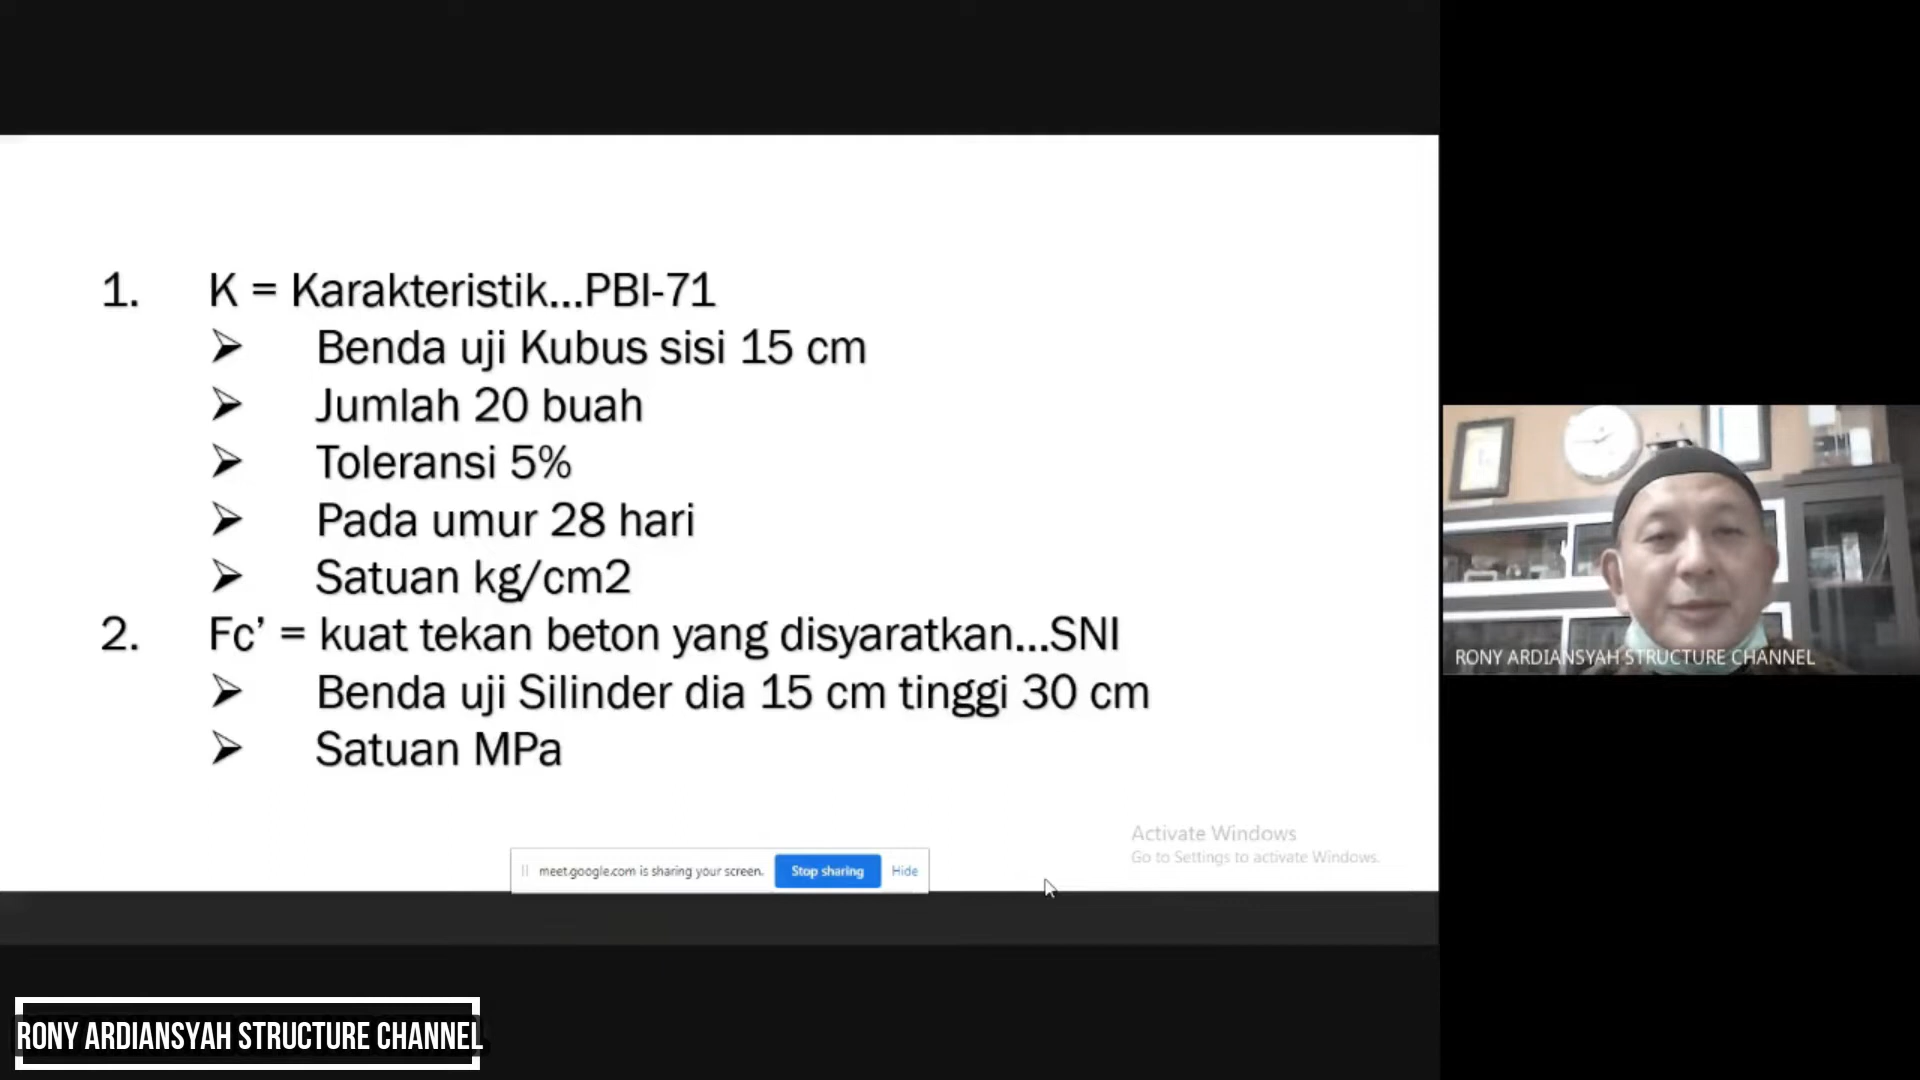 1. K = Karakteristik...PBI-71
➢ Benda uji Kubus sisi 15 cm
➢ Jumlah 20 buah
➢ Toleransi 5%
➢ Pada umur 28 hari
➢ Satuan kg/cm2
2. Fc’ = kuat tekan beton yang disyaratkan...SNI
➢ Benda uji Silinder dia 15 cm tinggi 30 cm
➢ Satuan MPa
Activate Windows
Go to Settings to activate Windows.
meet.google.com is sharing your screen. Stop sharing Hide
RONY ARDIANSYAH STRUCTURE CHANNEL
RONY ARDIANSYAH STRUCTURE CHANNEL